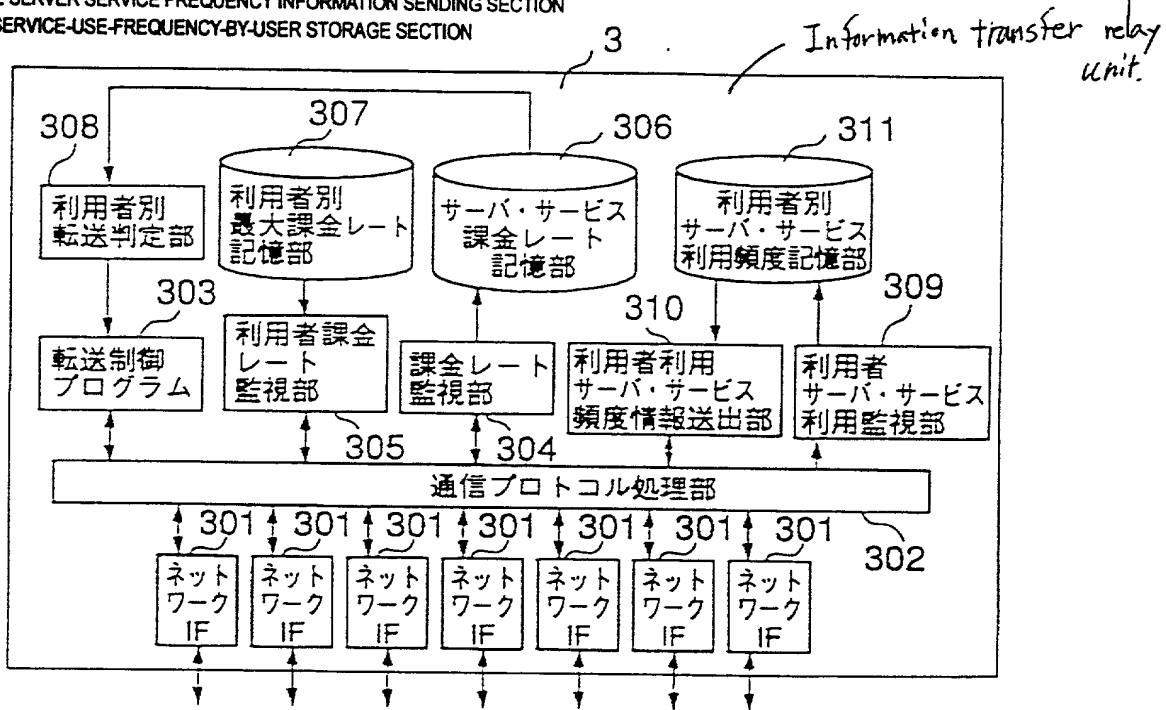 SERVER SERVICE FREQUENCY INFORMATION SENDING SECTION
SERVICE-USE-FREQUENCY-BY-USER STORAGE SECTION
3
Information transfer relay
unit.
308
307
306
311
利用者別
転送判定部
利用者別
最大課金レート
記憶部
サーバ・サービス
課金レート
記憶部
利用者別
サーバ・サービス
利用頻度記憶部
303
310
309
転送制御
プログラム
利用者課金
レート
監視部
課金レート
監視部
利用者利用
サーバ・サービス
頻度情報送出部
利用者
サーバ・サービス
利用監視部
305
304
通信プロトコル処理部
301 301 301 301 301 301 301
302
ネット
ワーク
IF
ネット
ワーク
IF
ネット
ワーク
IF
ネット
ワーク
IF
ネット
ワーク
IF
ネット
ワーク
IF
ネット
ワーク
IF